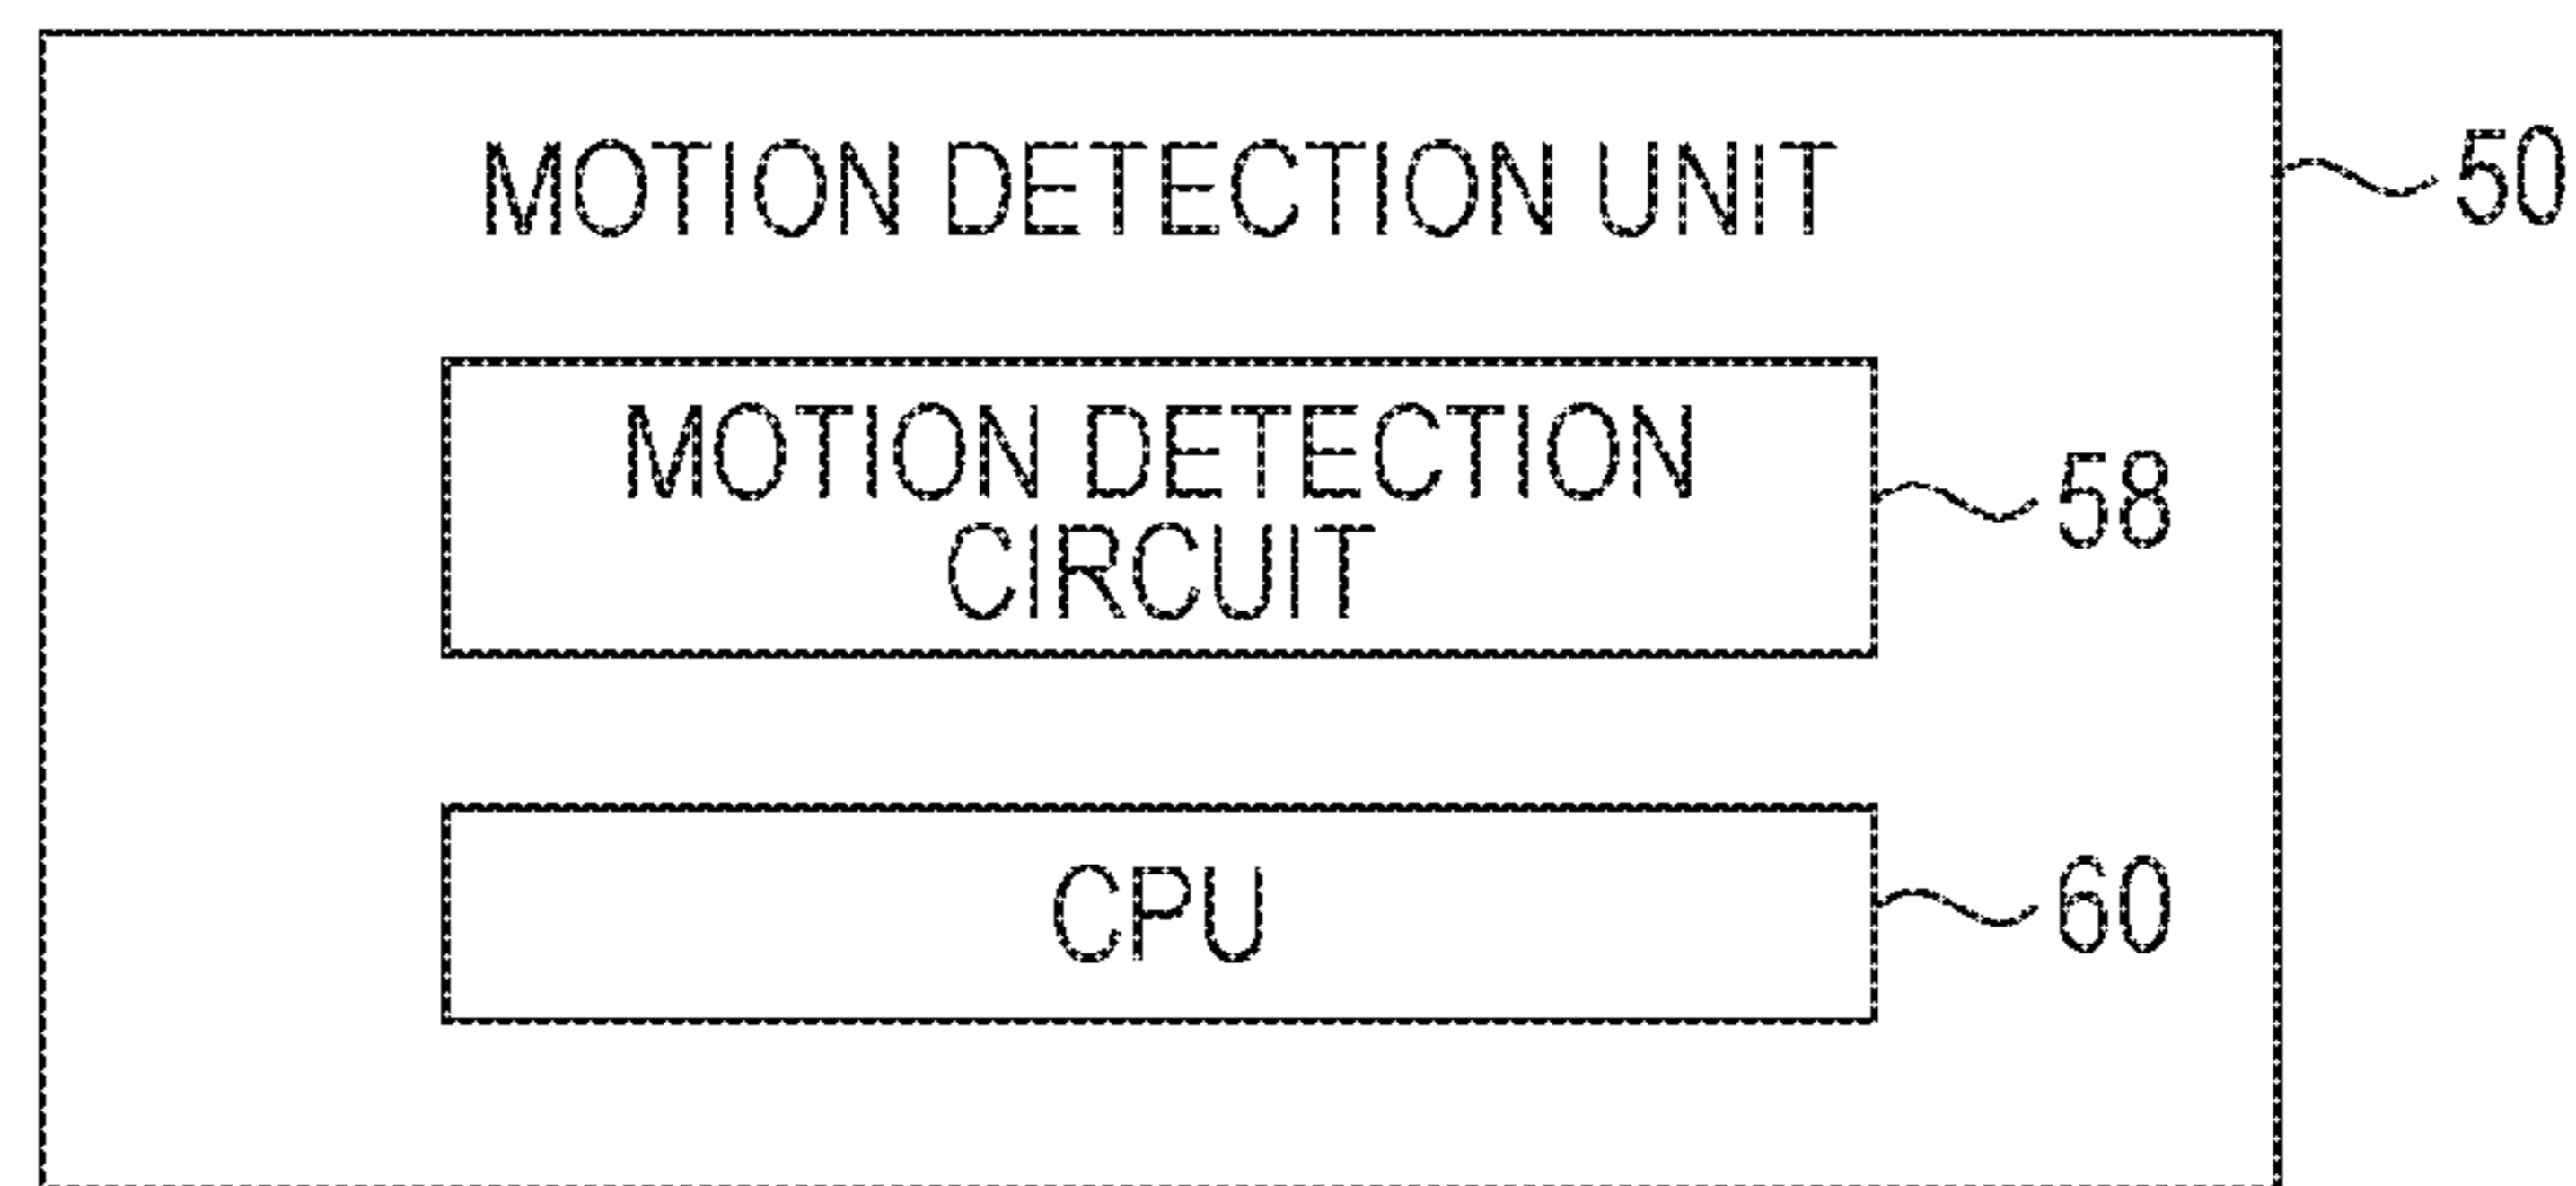 MOTION DETECTION UNIT
50
MOTION DETECTION
CIRCUIT
58
CPU
60